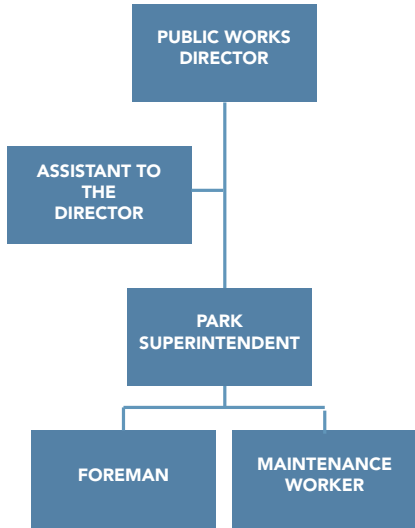 PUBLIC WORKS
DIRECTOR
ASSISTANT TO
THE
DIRECTOR
PARK
SUPERINTENDENT
FOREMAN
MAINTENANCE
WORKER